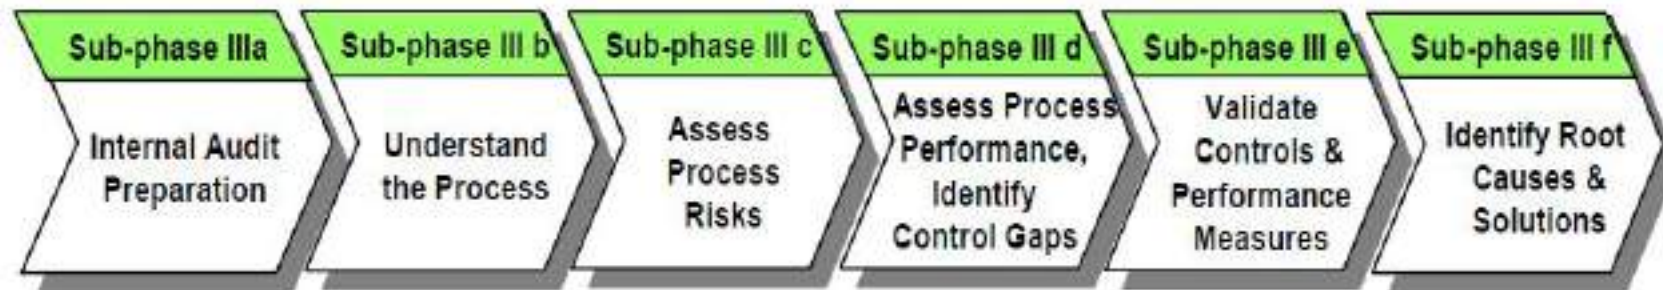 Sub-phase IIIa
Internal Audit
Preparation
Sub-phase III b
Understand
the Process
Sub-phase III c
Assess
Process
Risks
Sub-phase III d
Assess Process
Performance,
Identify
Control Gaps
Sub-phase III e
Validate
Controls &
Performance
Measures
Sub-phase III f
Identify Root
Causes &
Solutions